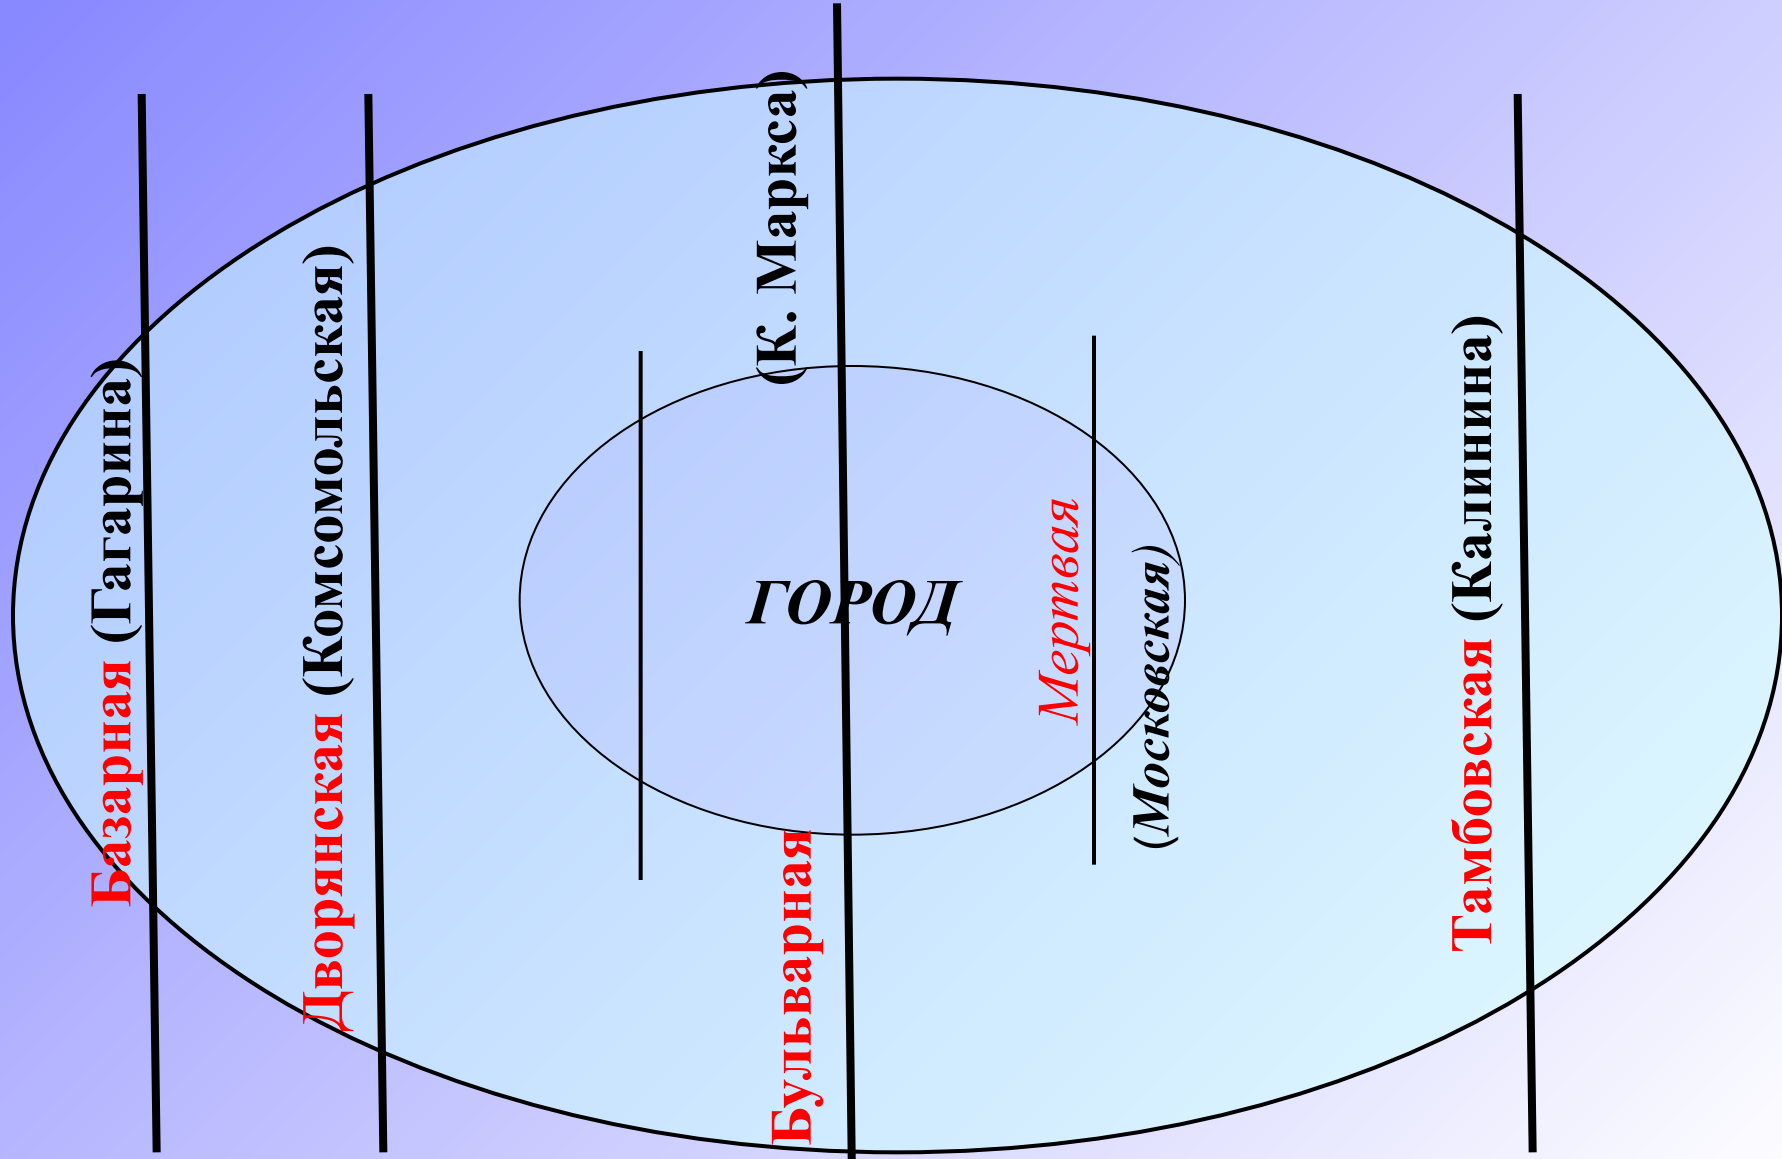 Базарная (Гагарина)
Дворянская (Комсомольская)
Бульварная
(К. Маркса)
ГОРОД
Мертвая
(Московская)
Тамбовская (Калинина)